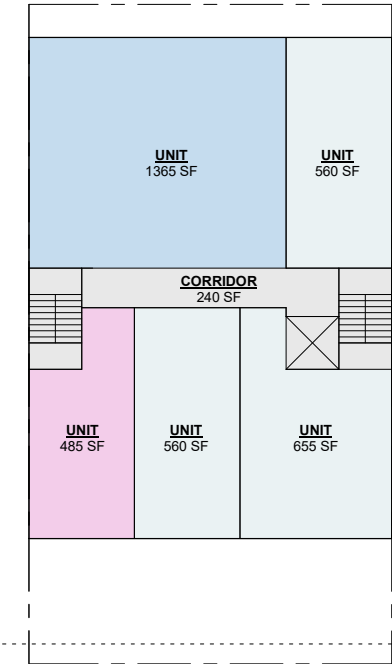 UNIT
1365 SF
UNIT
560 SF
CORRIDOR
240 SF
UNIT
485 SF
UNIT
560 SF
UNIT
655 SF